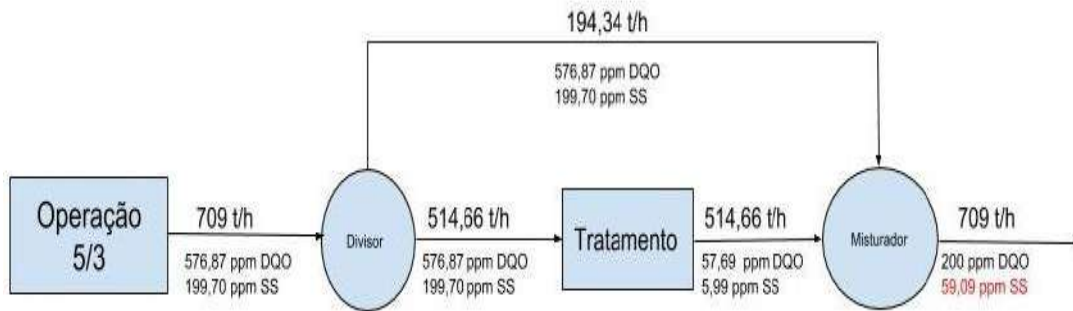 194,34 t/h
576,87 ppm DQO
199,70 ppm SS
Operação
5/3
709 t/h
576,87 ppm DQO
199,70 ppm SS
Divisor
514,66 t/h
576,87 ppm DQO
199,70 ppm SS
Tratamento
514,66 t/h
57,69 ppm DQO
5,99 ppm SS
Misturador
709 t/h
200 ppm DQO
59,09 ppm SS